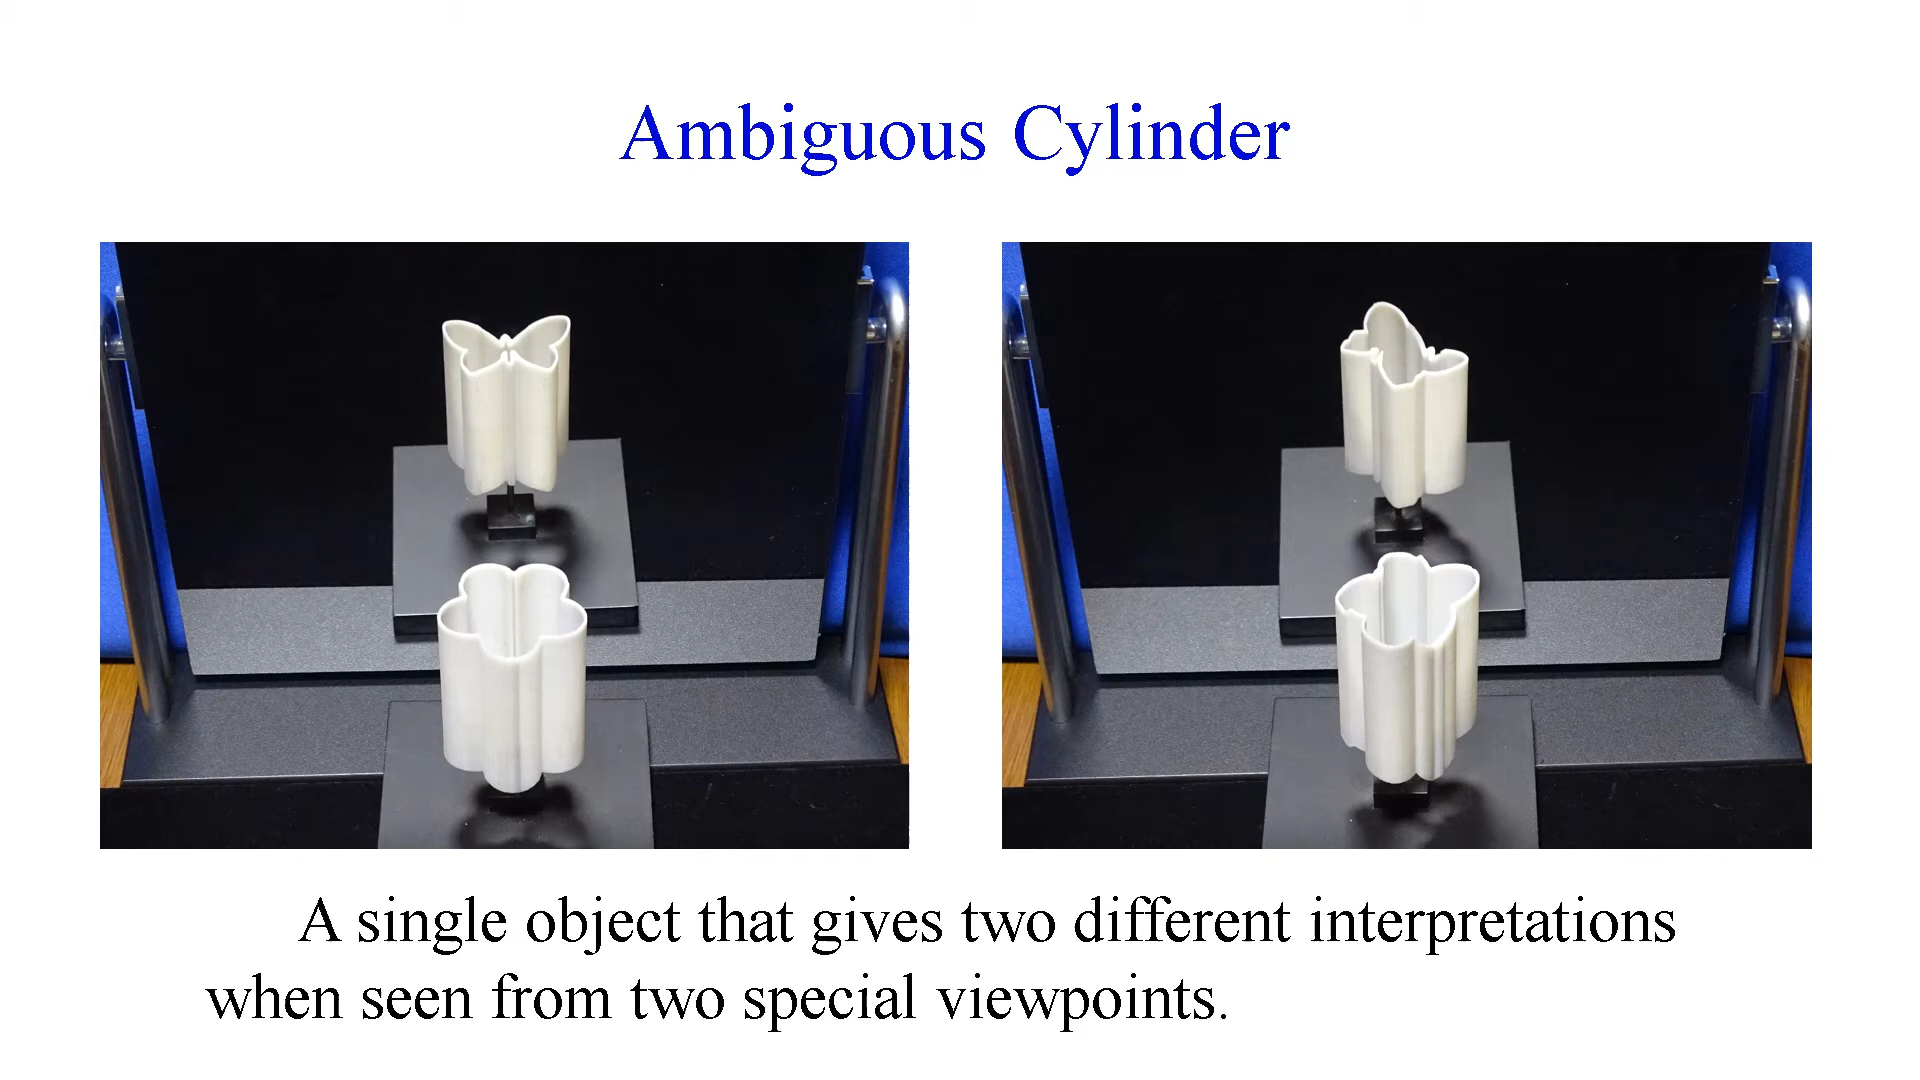 Ambiguous Cylinder
A single object that gives two different interpretations
when seen from two special viewpoints.